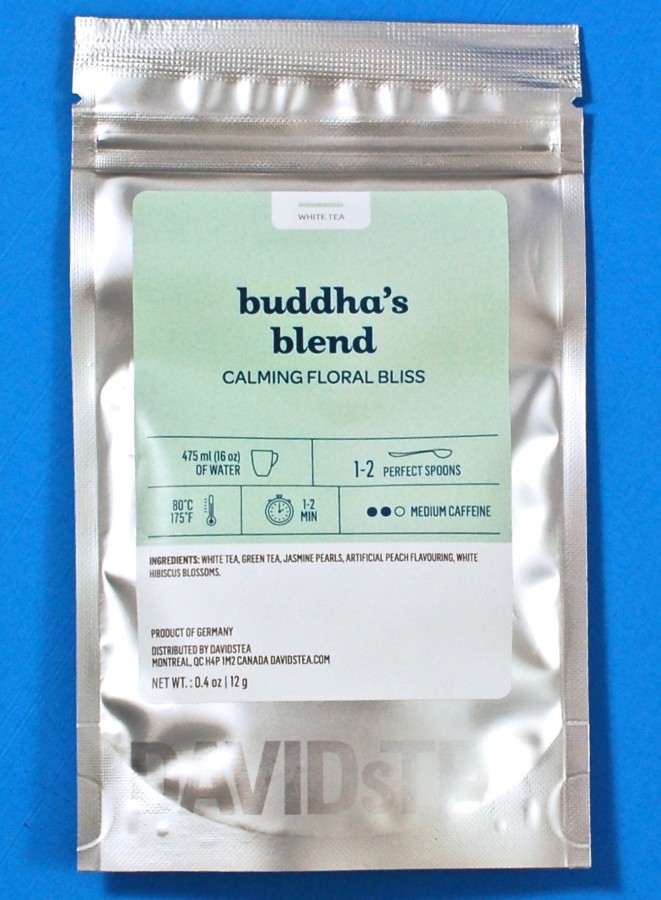 WHITE TEA
buddha's
blend
CALMING FLORAL BLISS
475 ml (16 oz)
OF WATER
1-2 PERFECT SPOONS
80°C
175°F
1-2
MIN
MEDIUM CAFFEINE
INGREDIENTS: WHITE TEA, GREEN TEA, JASMINE PEARLS, ARTIFICIAL PEACH FLAVOURING, WHITE
HIBISCUS BLOSSOMS.
PRODUCT OF GERMANY
DISTRIBUTED BY DAVIDSTEA
MONTREAL, QC H4P 1M2 CANADA DAVIDSTEA.COM
NET WT. : 0.4 oz | 12 g
DAVIDsTEA